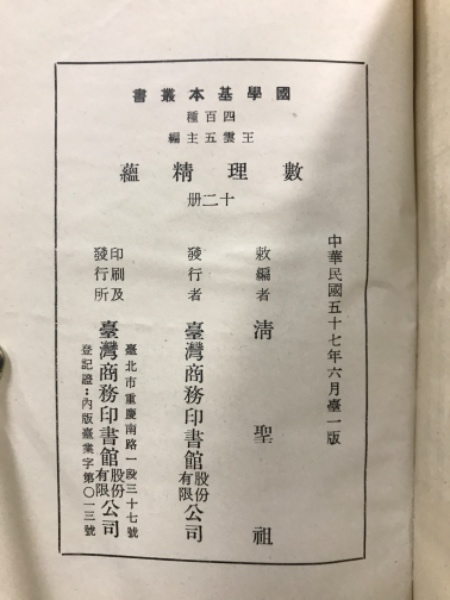 國學基本叢書
四百種
王雲五主編
數理精蘊
十二册
中華民國五十七年六月臺一版
敕編者 清聖祖
發行者 臺灣商務印書館股份有限公司
印刷及發行所 臺灣商務印書館股份有限公司
臺北市重慶南路一段三十七號
登記證：內版臺業字第〇一三號